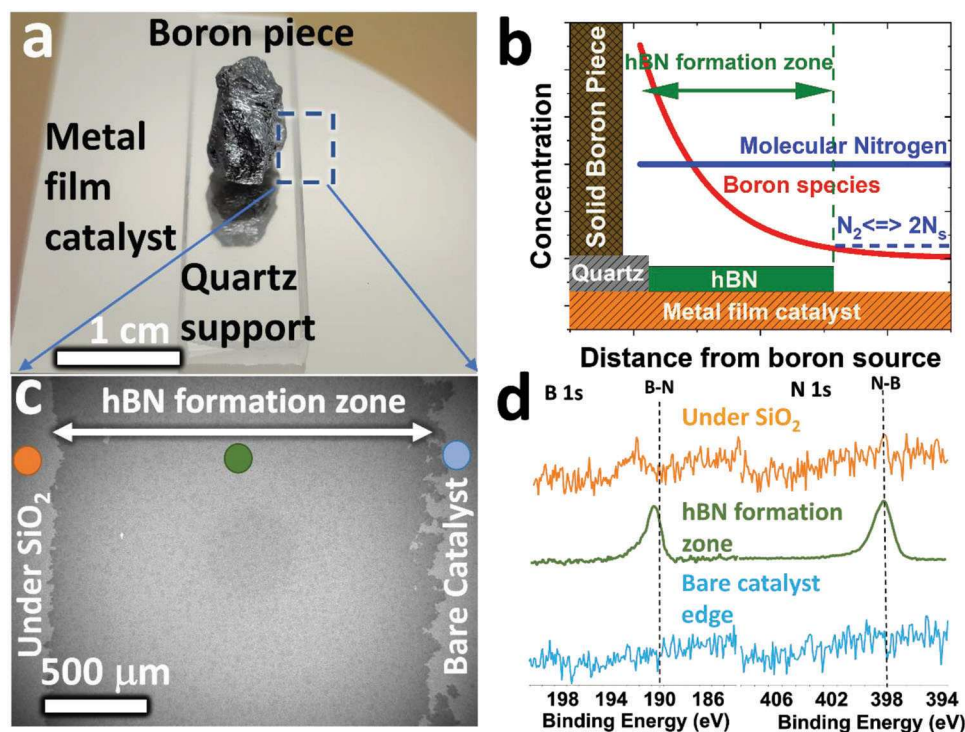 a
Boron piece
Metal
film
catalyst
Quartz
support
1 cm
b
Concentration
Solid Boron Piece
hBN formation zone
Molecular Nitrogen
Boron species
N₂<=> 2Nₛ
Quartz
hBN
Metal film catalyst
Distance from boron source
c
hBN formation zone
Under SiO₂
Bare Catalyst
500 μm
d
B 1s
B-N
N 1s
N-B
Under SiO₂
hBN formation
zone
Bare catalyst
edge
198 194 190 186 406 402 398 394
Binding Energy (eV) Binding Energy (eV)